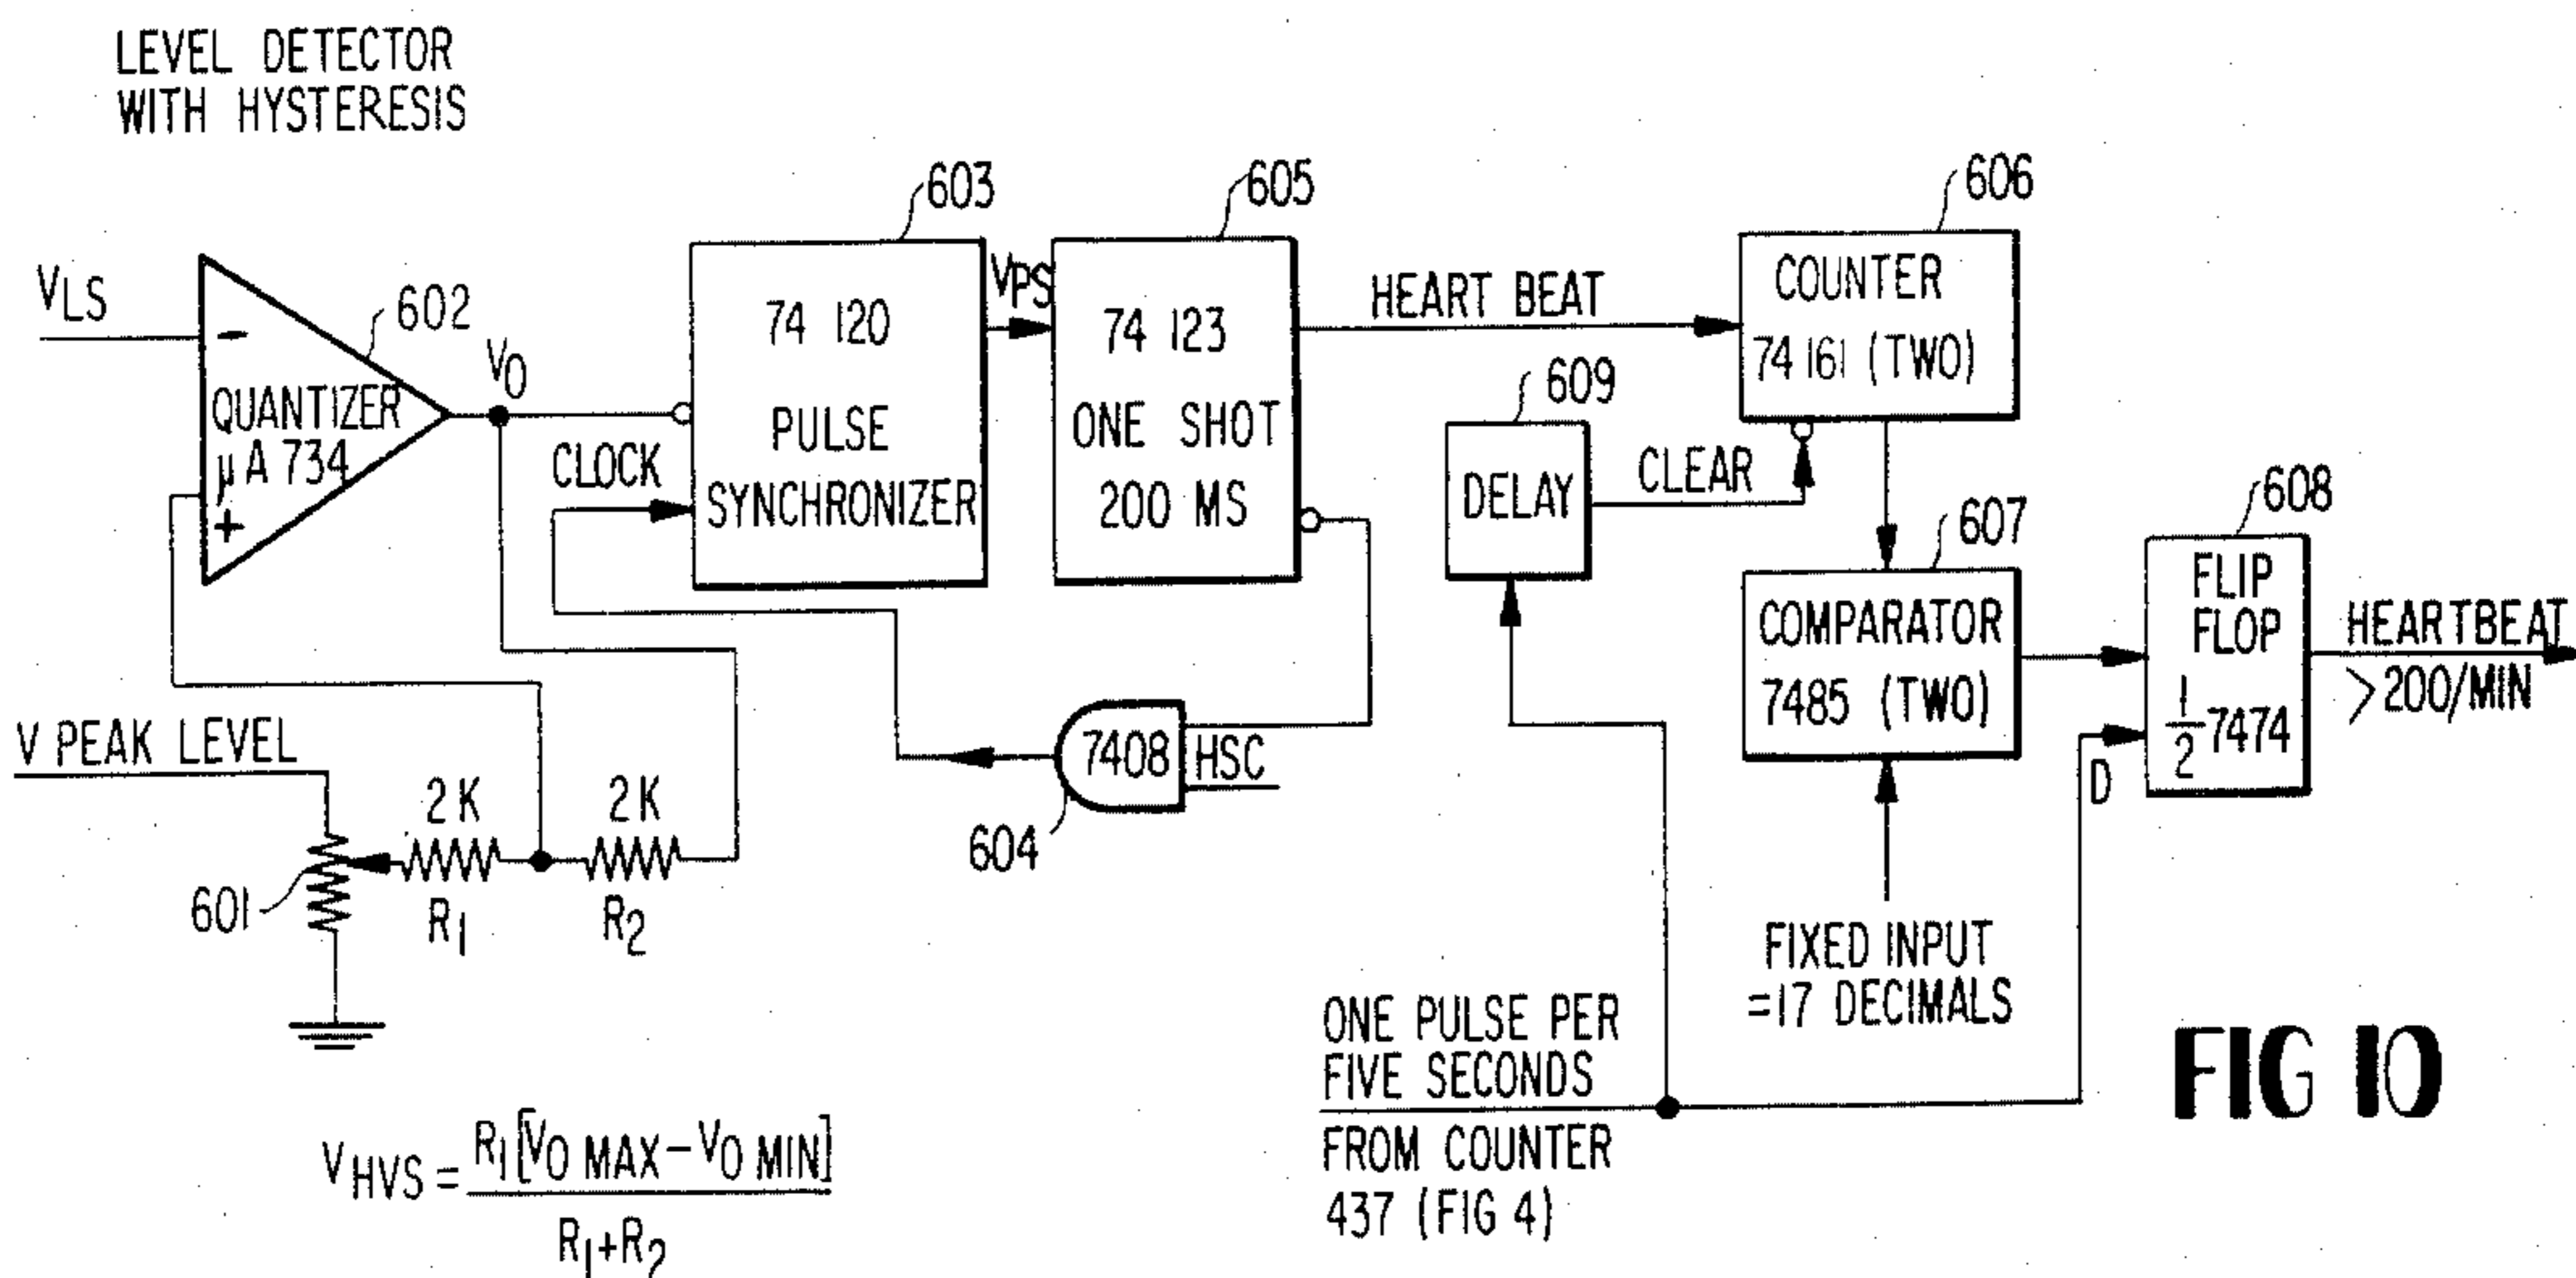 LEVEL DETECTOR
WITH HYSTERESIS
VLS
-
602
QUANTIZER
μA 734
+
VO
CLOCK
603
74 120
PULSE
SYNCHRONIZER
VPS
605
74 123
ONE SHOT
200 MS
HEART BEAT
606
COUNTER
74 161 (TWO)
609
DELAY
CLEAR
607
COMPARATOR
7485 (TWO)
608
FLIP
FLOP
1/2 7474
D
HEARTBEAT
>200/MIN
V PEAK LEVEL
601
2K
R1
2K
R2
7408
HSC
604
FIXED INPUT
=17 DECIMALS
ONE PULSE PER
FIVE SECONDS
FROM COUNTER
437 (FIG 4)
VHVS = R1[VO MAX-VO MIN]
R1+R2
FIG 10